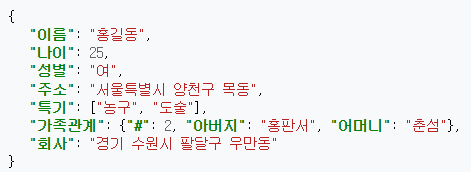 {
"이름": "홍길동",
"나이": 25,
"성별": "여",
"주소": "서울특별시 양천구 목동",
"특기": ["농구", "도술"],
"가족관계": {"#": 2, "아버지": "홍판서", "어머니": "춘섬"},
"회사": "경기 수원시 팔달구 우만동"
}